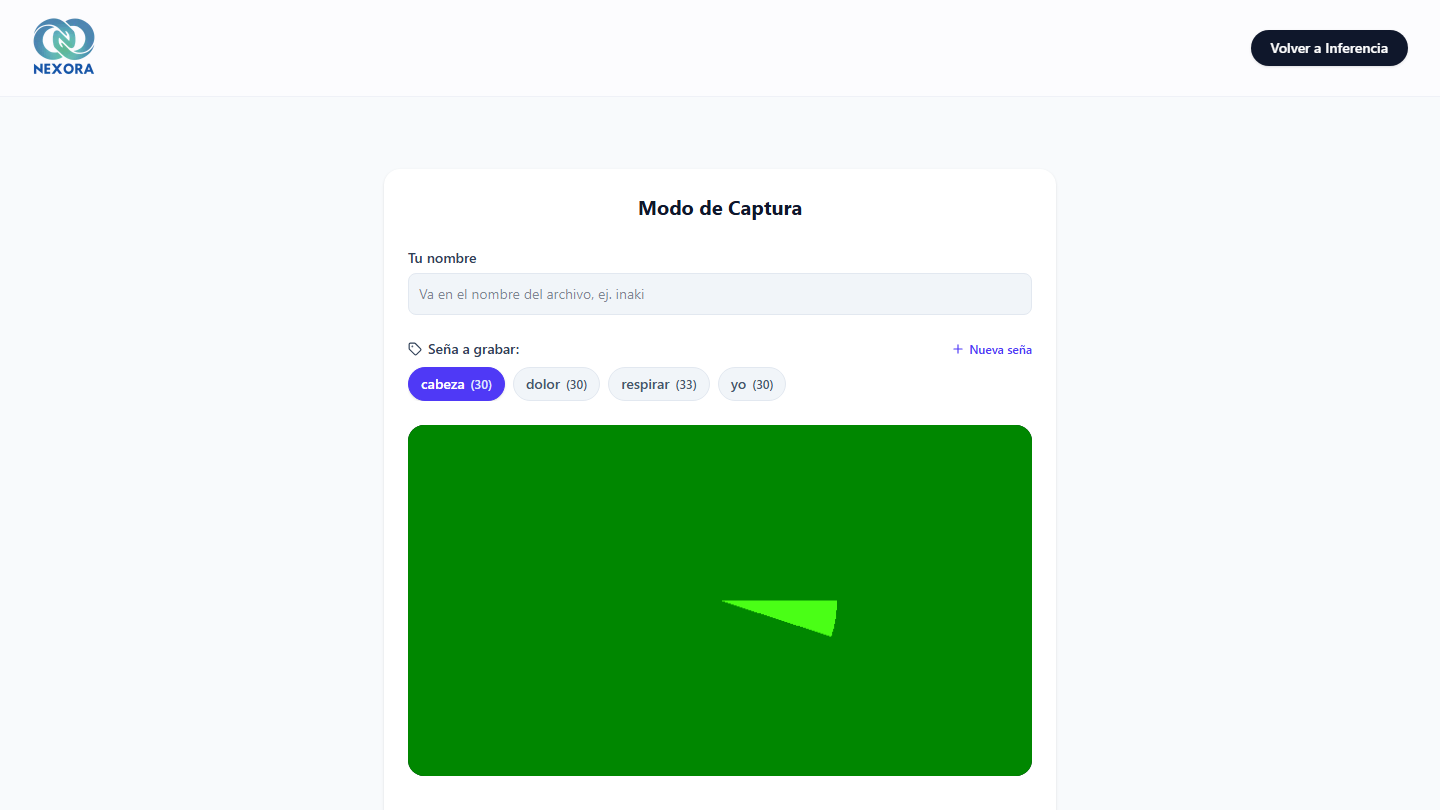 NEXORA
Volver a Inferencia
Modo de Captura
Tu nombre
Va en el nombre del archivo, ej. inaki
Seña a grabar:
+ Nueva seña
cabeza (30) dolor (30) respirar (33) yo (30)